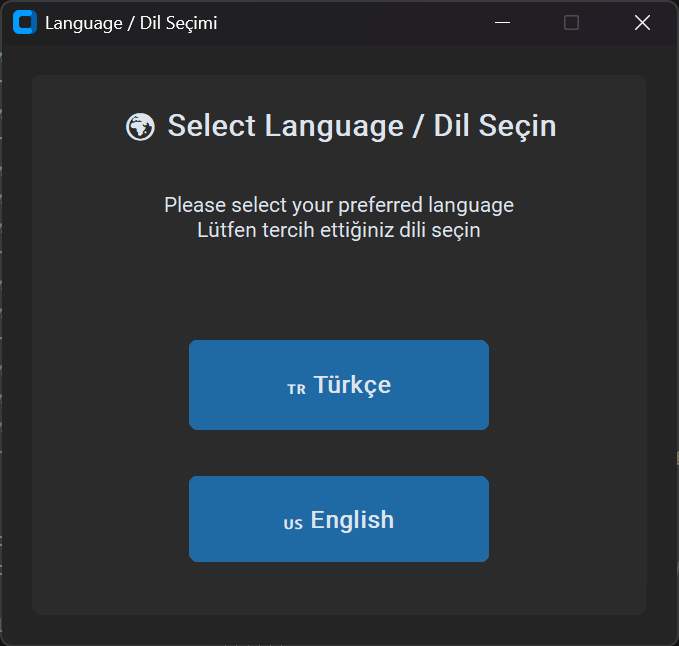 Language / Dil Seçimi
Select Language / Dil Seçin
Please select your preferred language
Lütfen tercih ettiğiniz dili seçin
TR Türkçe
US English